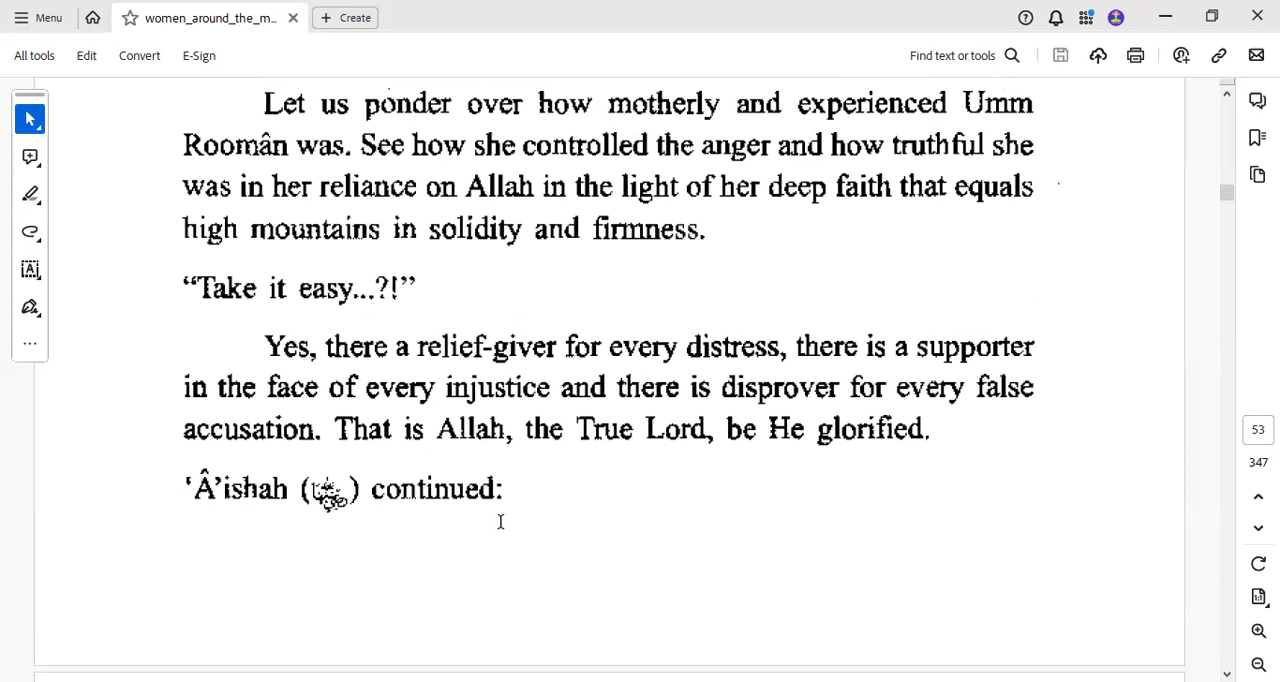 Menu
women_around_the_m...
Create
All tools
Edit
Convert
E-Sign
Find text or tools
Let us ponder over how motherly and experienced Umm
Roomân was. See how she controlled the anger and how truthful she
was in her reliance on Allah in the light of her deep faith that equals
high mountains in solidity and firmness.
“Take it easy...?!”
Yes, there a relief-giver for every distress, there is a supporter
in the face of every injustice and there is disprover for every false
accusation. That is Allah, the True Lord, be He glorified.
‘Â’ishah () continued:
53
347